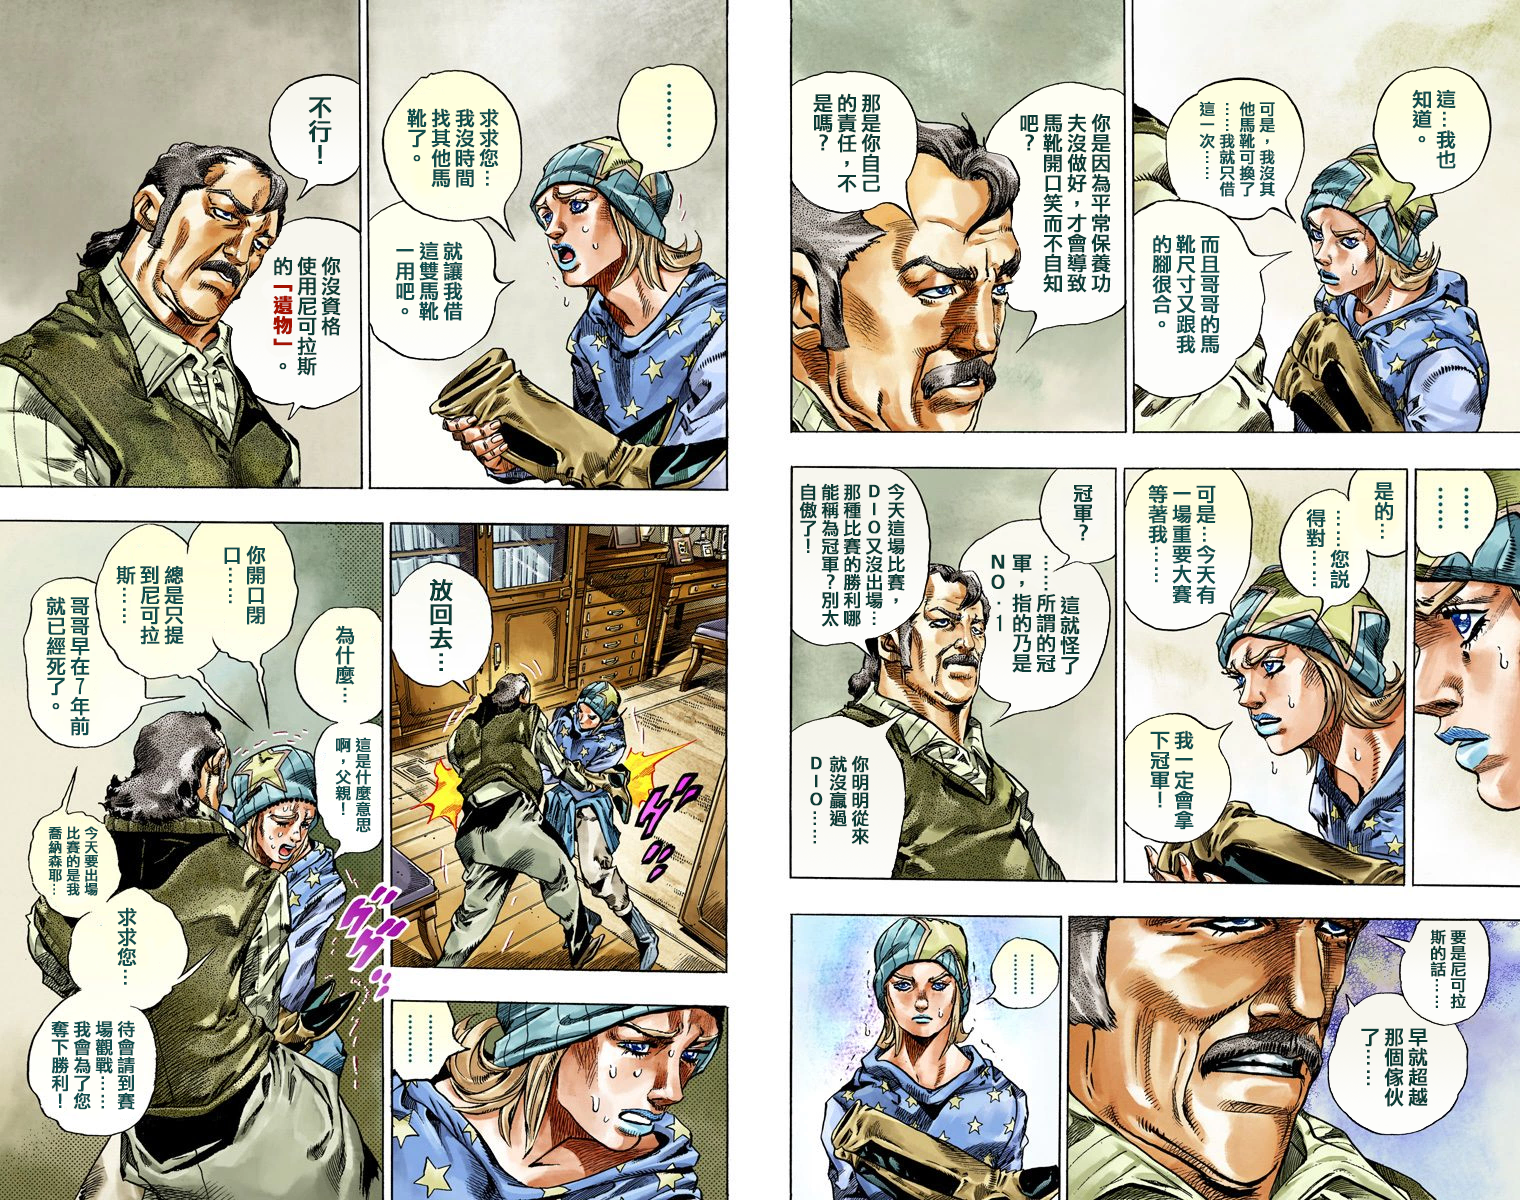 這…我也
知道。
可是，我沒其
他馬靴可換了
……我就只借
這一次……
而且哥哥的馬
靴尺寸又跟我
的腳很合。
你是因為平常保養功
夫沒做好，才會導致
馬靴開口笑而不自知
吧？
那是你自己
的責任，不
是嗎？
……
是的…
……您說
得對…
可是…今天有
一場重要大賽
等著我……
我一定會拿
下冠軍！
冠軍？
這就怪了
……所謂的冠
軍，指的乃是
NO.1
今天這場比賽，
DIO又沒出場…
那種比賽的勝利哪
能稱為冠軍？別太
自傲了！
你明明從來
就沒贏過
DIO……
要是尼可拉
斯的話……
早就超越
那個傢伙
了……
………
………
求求您…
我沒時間
找其他馬
靴了。
就讓我借
這雙馬靴
一用吧。
不行！
你沒資格
使用尼可拉斯
的「遺物」。
放回去…
グググッ
………
為什麼…
這是什麼意思
啊，父親！
你開口閉
口……
總是只提
到尼可拉
斯……
哥哥早在7年前
就已經死了。
今天要出場
比賽的是我
喬納森耶…
求求您…
待會請到賽
場觀戰……
我會為了您
奪下勝利！
ググッ